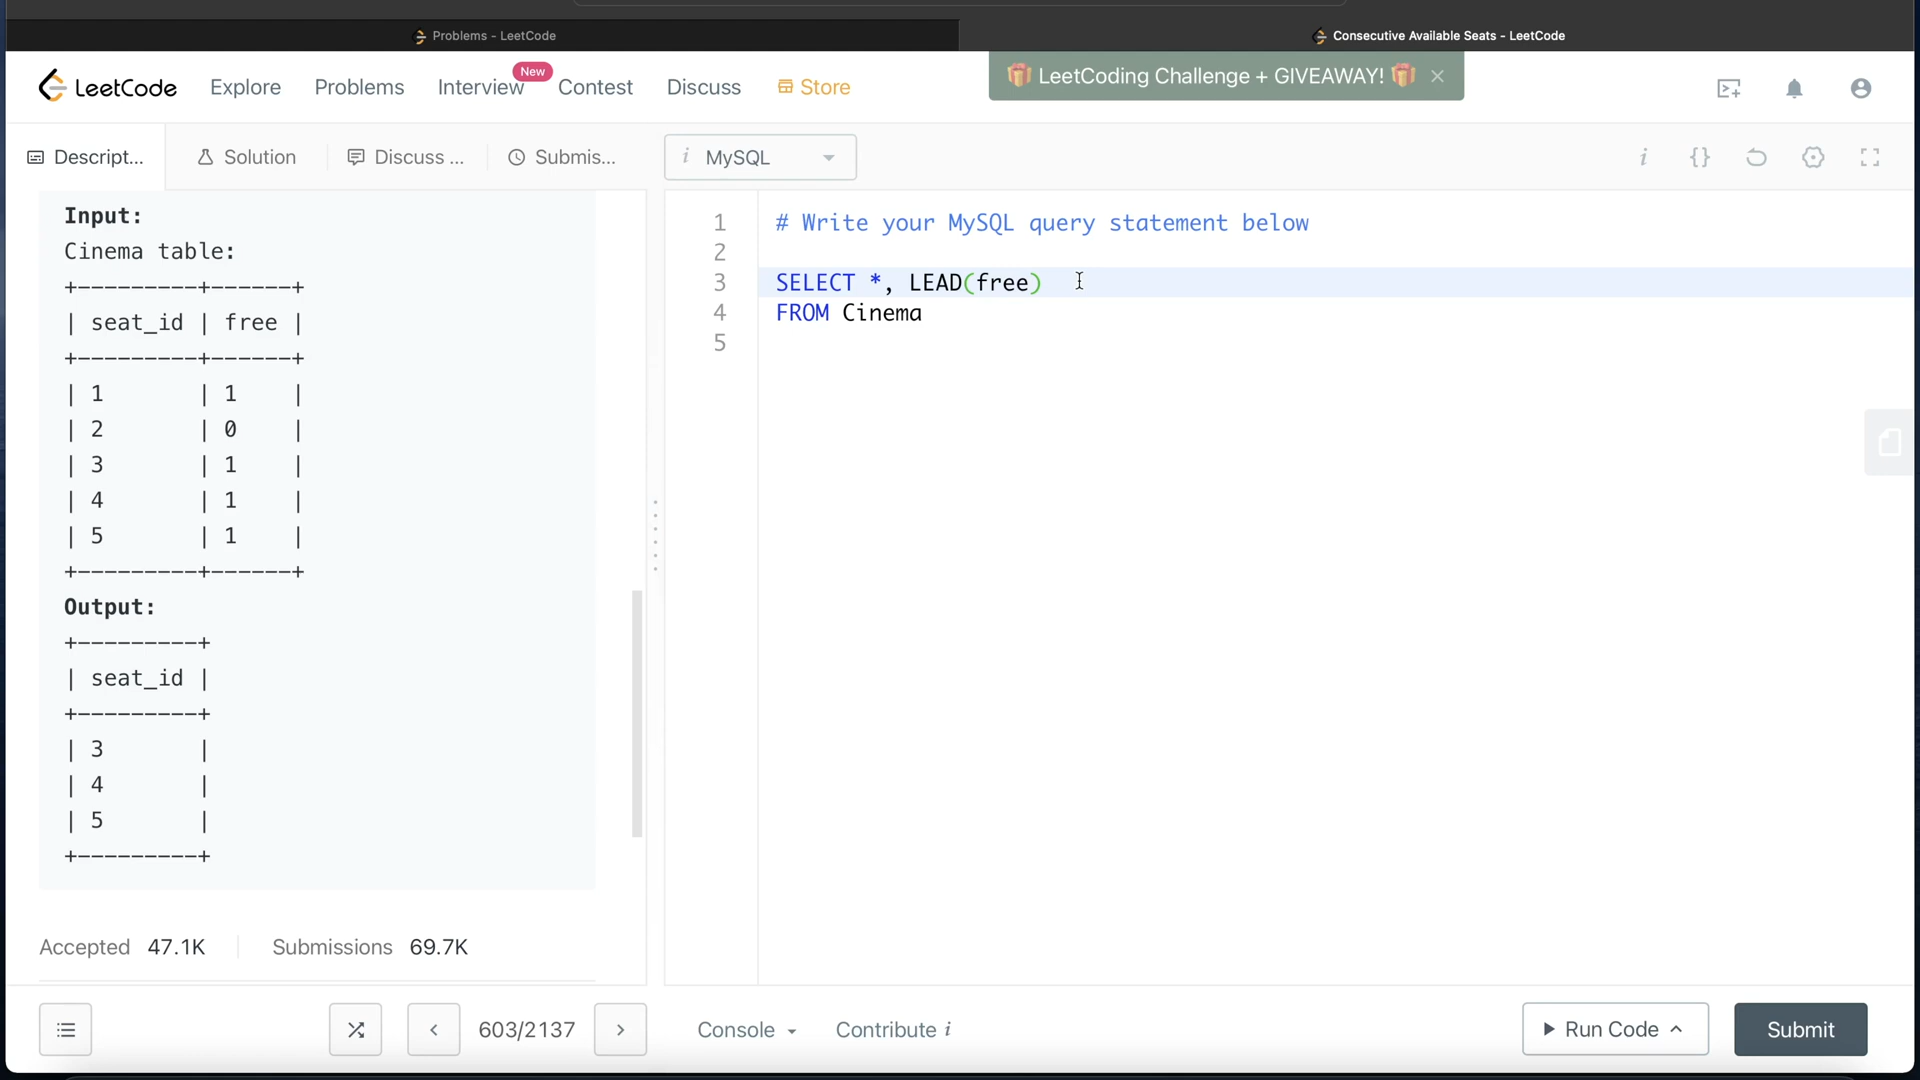 Problems - LeetCode
Consecutive Available Seats - LeetCode
LeetCode
Explore
Problems
Interview
New
Contest
Discuss
Store
🎁 LeetCoding Challenge + GIVEAWAY! 🎁 ×
Descript...
Solution
Discuss ...
Submis...
i MySQL
i {}
Input:
Cinema table:
+---------+------+
| seat_id | free |
+---------+------+
| 1 | 1 |
| 2 | 0 |
| 3 | 1 |
| 4 | 1 |
| 5 | 1 |
+---------+------+
Output:
+---------+
| seat_id |
+---------+
| 3 |
| 4 |
| 5 |
+---------+
Accepted 47.1K
Submissions 69.7K
1 # Write your MySQL query statement below
2
3 SELECT *, LEAD(free)
4 FROM Cinema
5
603/2137
Console
Contribute i
Run Code
Submit